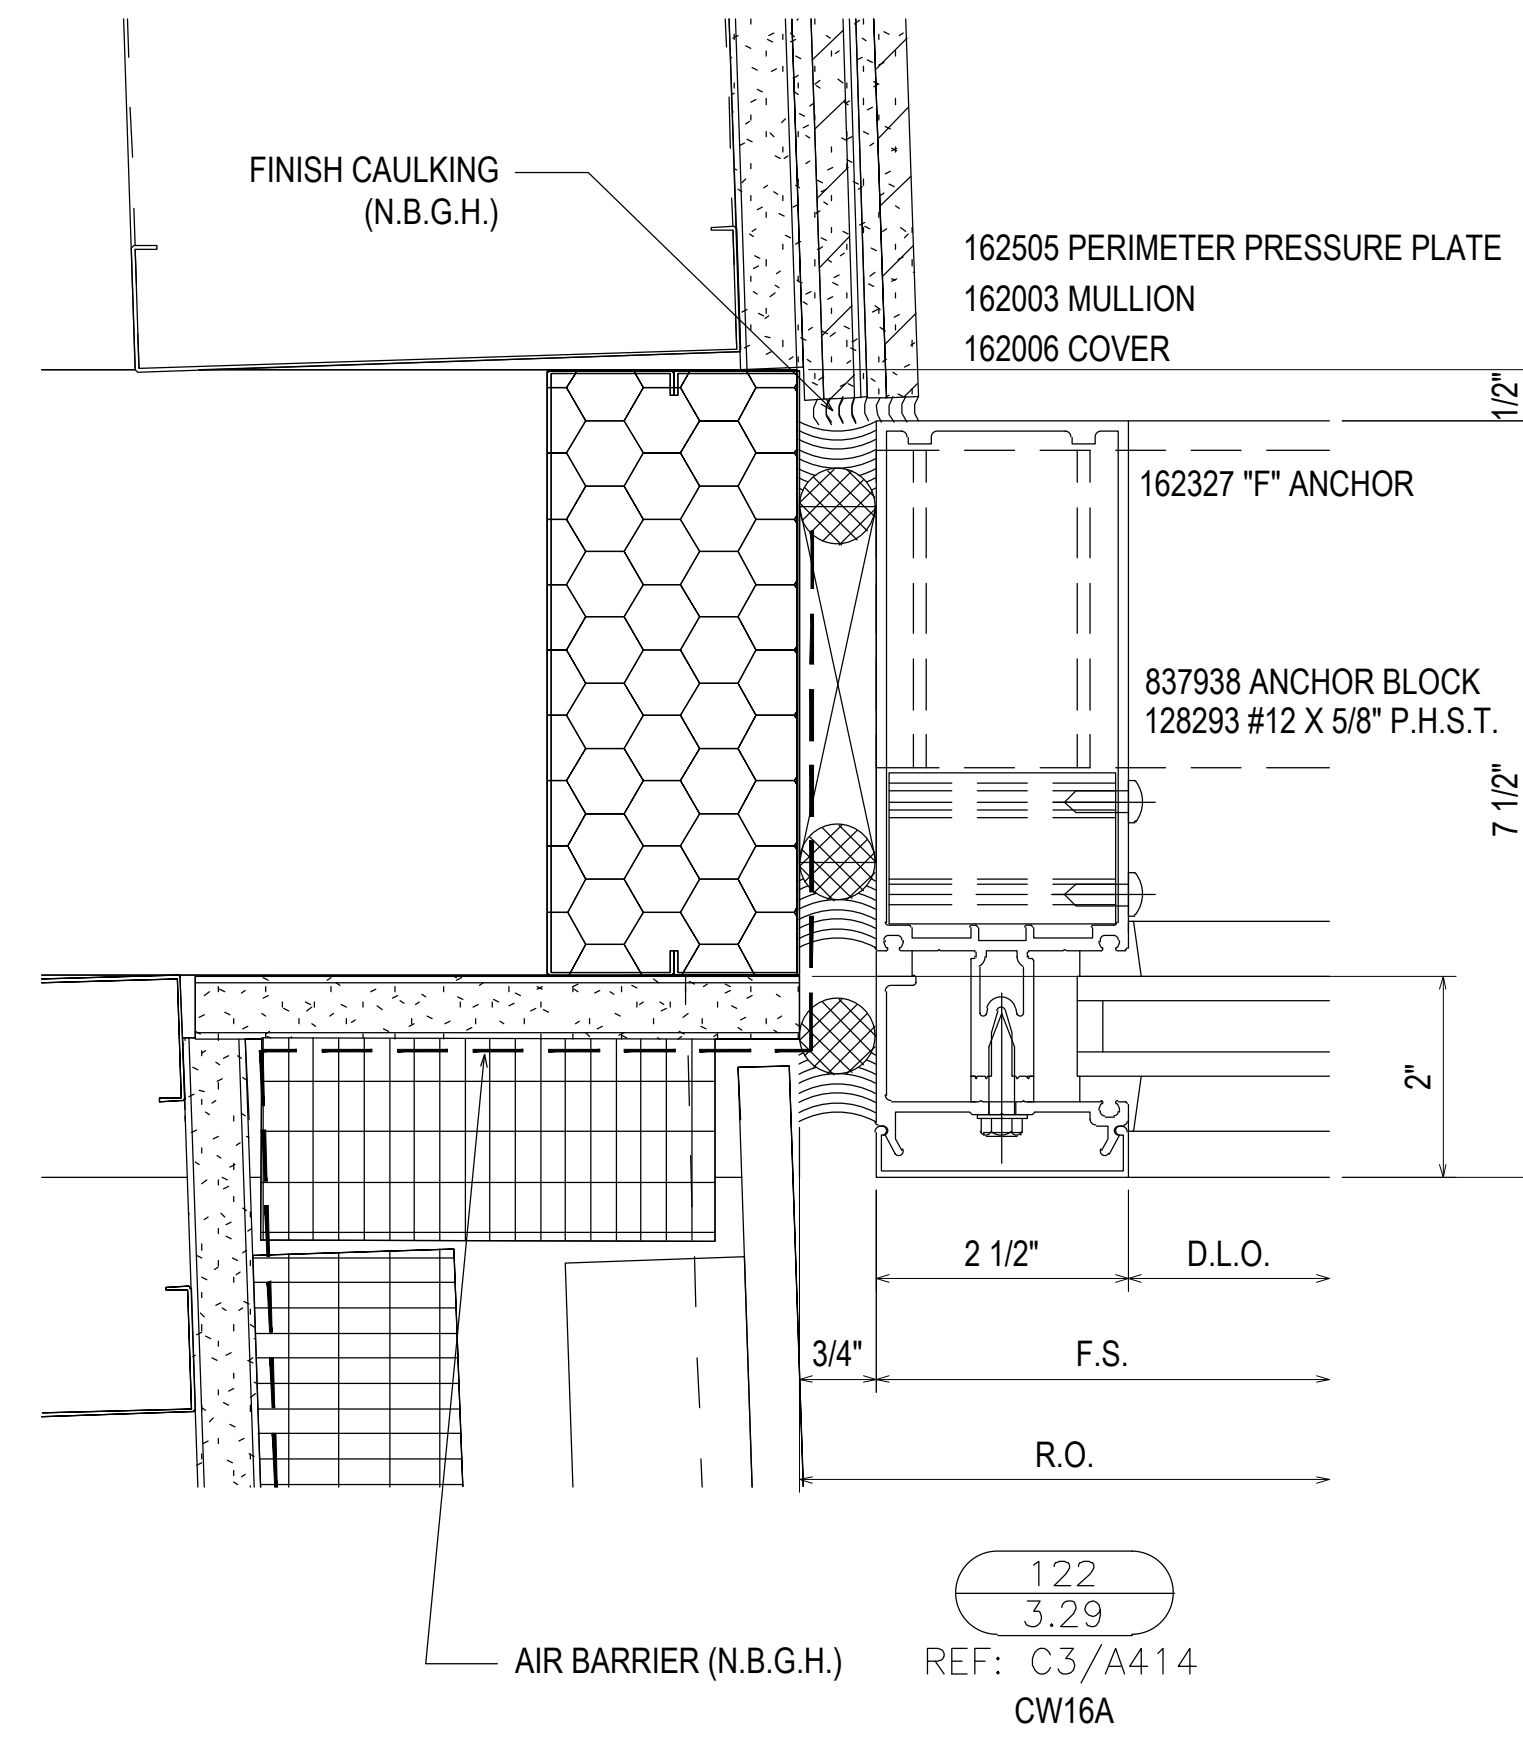 FINISH CAULKING
(N.B.G.H.)
162505 PERIMETER PRESSURE PLATE
162003 MULLION
162006 COVER
1/2"
162327 "F" ANCHOR
837938 ANCHOR BLOCK
128293 #12 X 5/8" P.H.S.T.
7 1/2"
2"
2 1/2"
D.L.O.
3/4"
F.S.
R.O.
122
3.29
AIR BARRIER (N.B.G.H.)
REF: C3/A414
CW16A